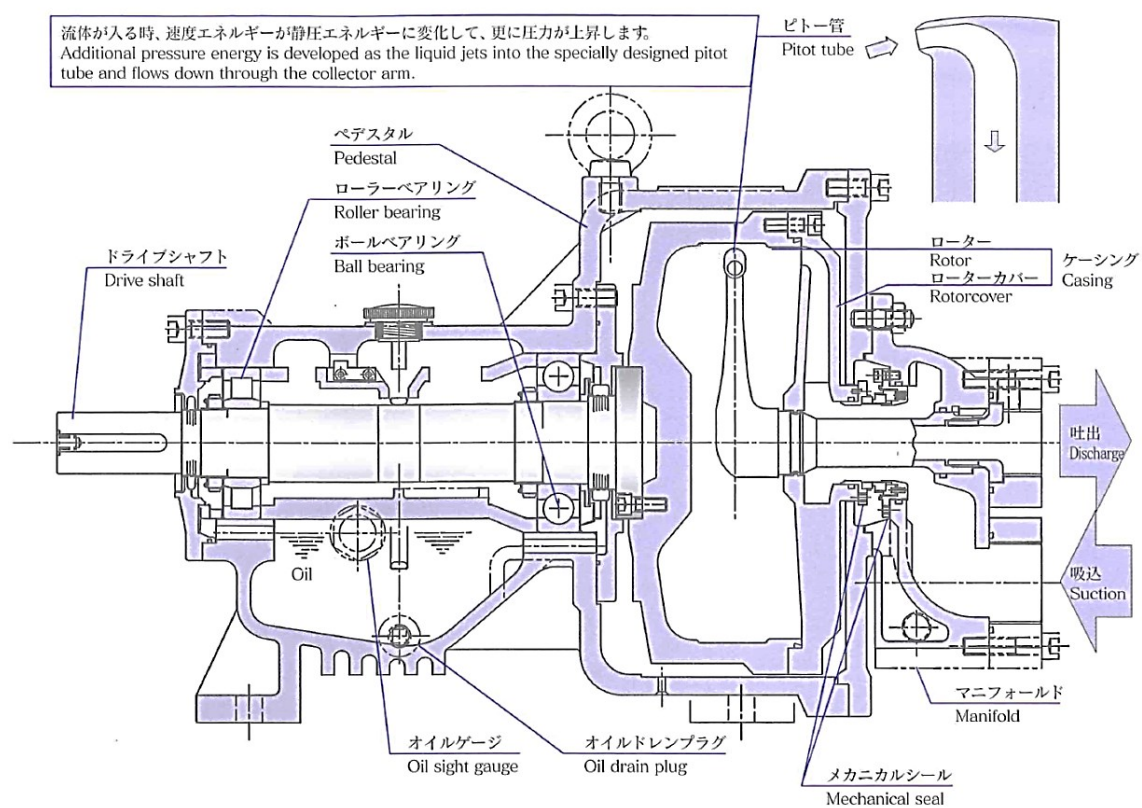 流体が入る時、速度エネルギーが静圧エネルギーに変化して、更に圧力が上昇します。
Additional pressure energy is developed as the liquid jets into the specially designed pitot
tube and flows down through the collector arm.
ピトー管
Pitot tube
ペデスタル
Pedestal
ローラーベアリング
Roller bearing
ボールベアリング
Ball bearing
ドライブシャフト
Drive shaft
ローター
Rotor
ローターカバー
Rotorcover
ケーシング
Casing
吐出
Discharge
吸込
Suction
Oil
マニフォールド
Manifold
オイルゲージ
Oil sight gauge
オイルドレンプラグ
Oil drain plug
メカニカルシール
Mechanical seal